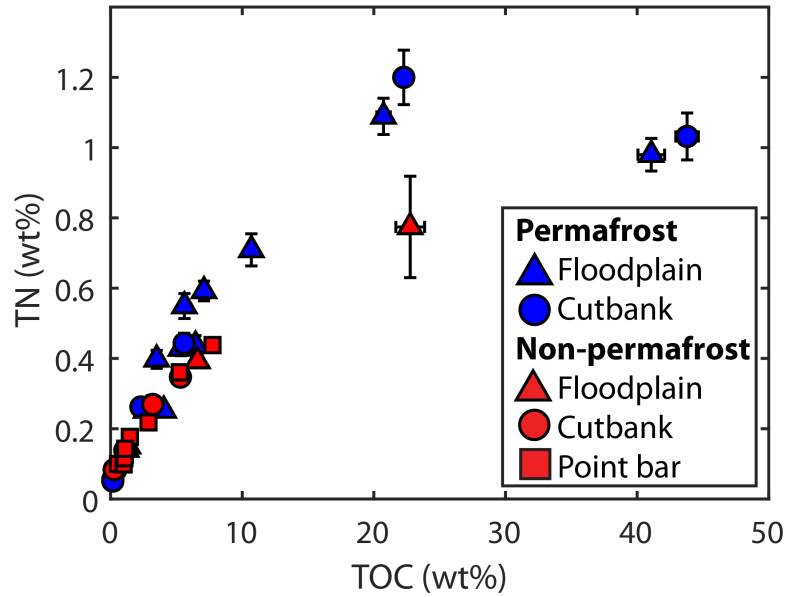 1.2
1
0.8
0.6
0.4
0.2
0
TN (wt%)
Permafrost
Floodplain
Cutbank
Non-permafrost
Floodplain
Cutbank
Point bar
0 10 20 30 40 50
TOC (wt%)